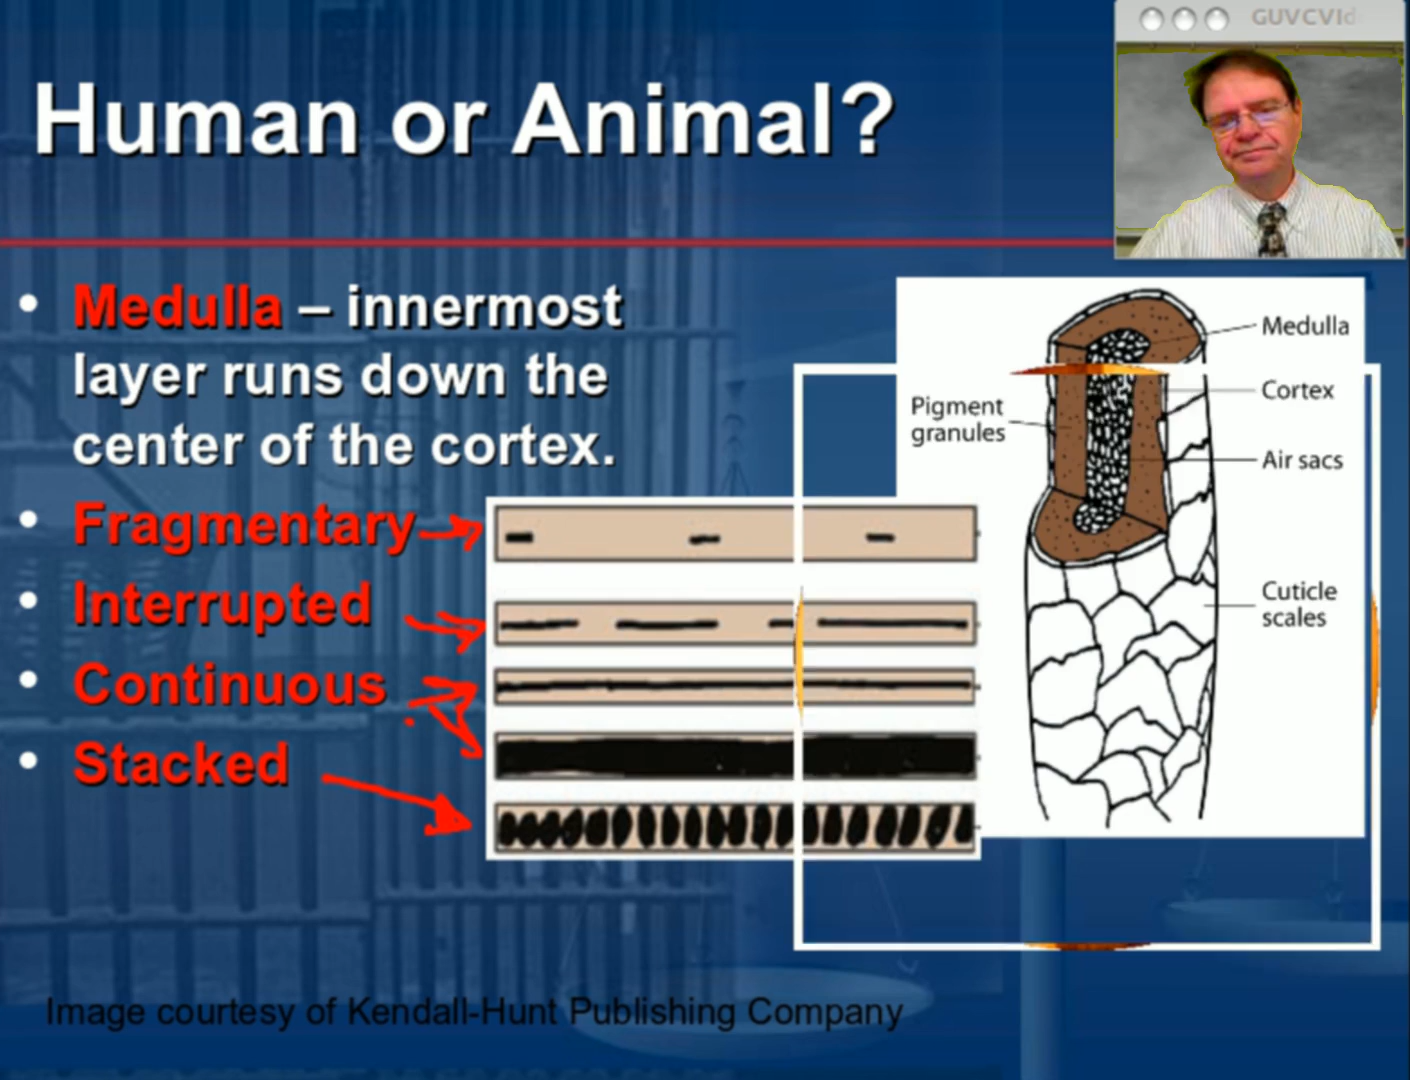 GUVCVid
Human or Animal?
• Medulla – innermost
layer runs down the
center of the cortex.
• Fragmentary
• Interrupted
• Continuous
• Stacked
Medulla
Cortex
Pigment
granules
Air sacs
Cuticle
scales
Image courtesy of Kendall-Hunt Publishing Company